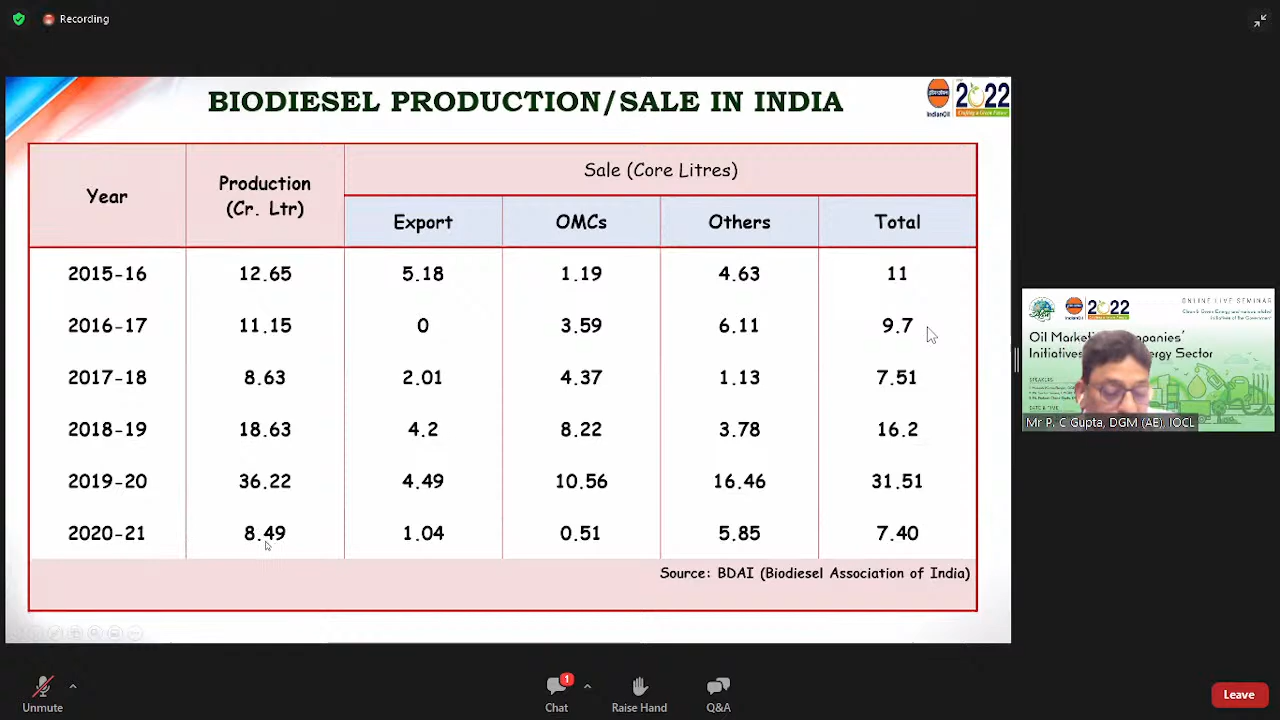 Recording
BIODIESEL PRODUCTION/SALE IN INDIA
IndianOil
2022
Year
Production
(Cr. Ltr)
Sale (Core Litres)
Export
OMCs
Others
Total
2015-16 12.65 5.18 1.19 4.63 11
2016-17 11.15 0 3.59 6.11 9.7
2017-18 8.63 2.01 4.37 1.13 7.51
2018-19 18.63 4.2 8.22 3.78 16.2
2019-20 36.22 4.49 10.56 16.46 31.51
2020-21 8.49 1.04 0.51 5.85 7.40
Source: BDAI (Biodiesel Association of India)
2022
ONLINE LIVE SEMINAR
Mr P. C Gupta, DGM (AE), IOCL
Unmute
1
Chat
Raise Hand
Q&A
Leave